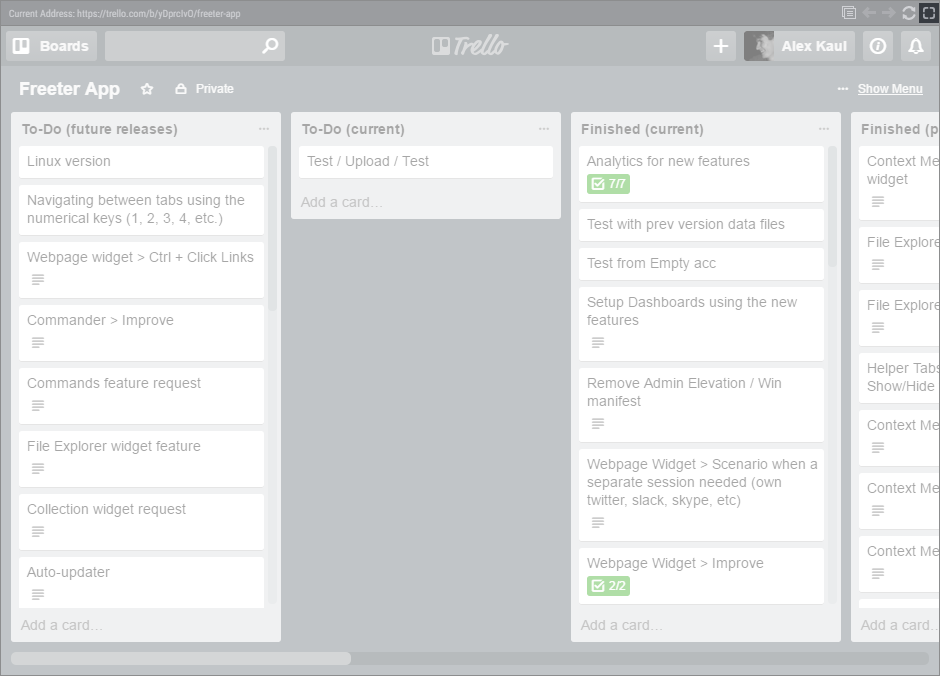 Current Address: https://trello.com/b/yDprclvO/freeter-app
Boards
Trello
Alex Kaul
Freeter App
Private
Show Menu
To-Do (future releases)
Linux version
Navigating between tabs using the
numerical keys (1, 2, 3, 4, etc.)
Webpage widget > Ctrl + Click Links
Commander > Improve
Commands feature request
File Explorer widget feature
Collection widget request
Auto-updater
Add a card...
To-Do (current)
Test / Upload / Test
Add a card...
Finished (current)
Analytics for new features
7/7
Test with prev version data files
Test from Empty acc
Setup Dashboards using the new
features
Remove Admin Elevation / Win
manifest
Webpage Widget > Scenario when a
separate session needed (own
twitter, slack, skype, etc)
Webpage Widget > Improve
2/2
Add a card...
Finished (p
Context Me
widget
File Explore
File Explore
Helper Tabs
Show/Hide
Context Me
Context Me
Context Me
Add a card...